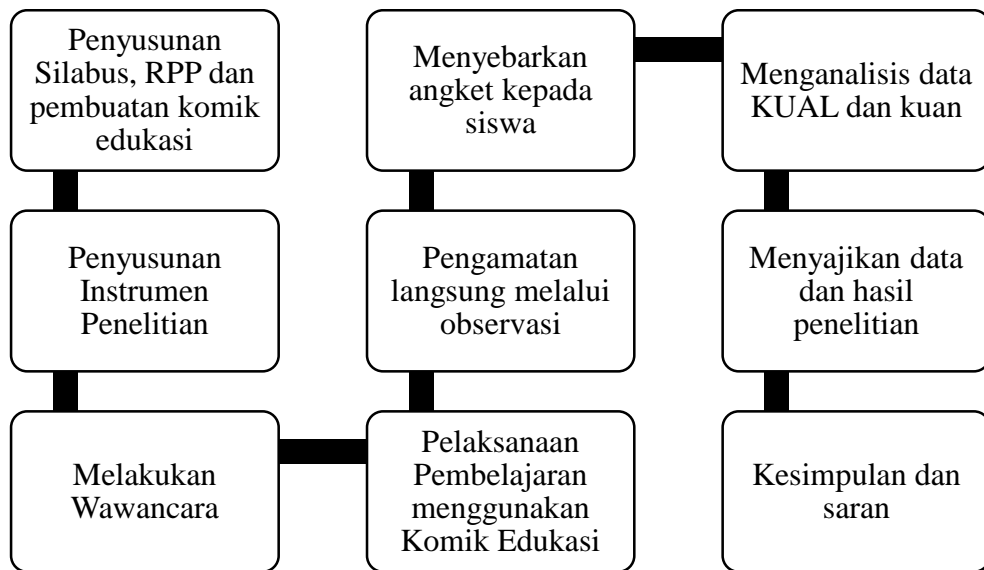 Penyusunan
Silabus, RPP dan
pembuatan komik
edukasi
Penyusunan
Instrumen
Penelitian
Melakukan
Wawancara
Pelaksanaan
Pembelajaran
menggunakan
Komik Edukasi
Pengamatan
langsung melalui
observasi
Menyebarkan
angket kepada
siswa
Menganalisis data
KUAL dan kuan
Menyajikan data
dan hasil
penelitian
Kesimpulan dan
saran